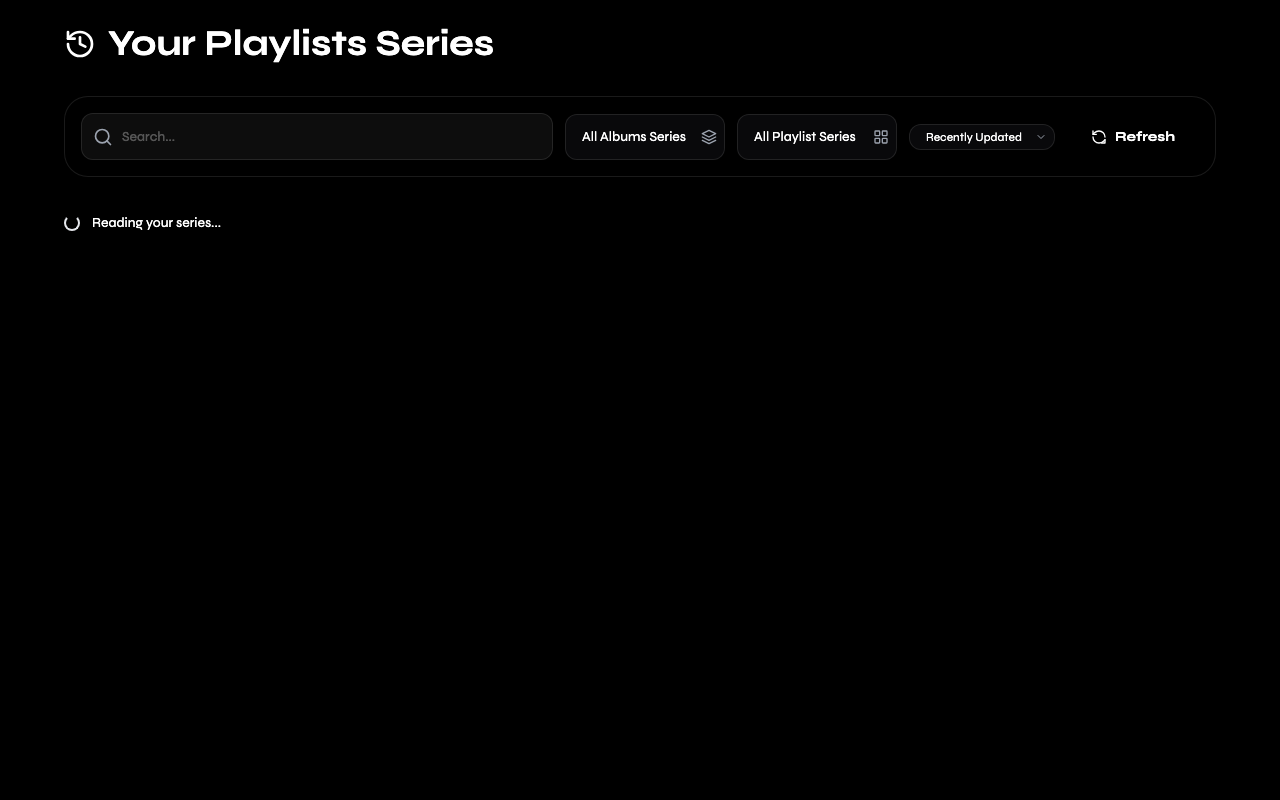 Your Playlists Series
Search...
All Albums Series
All Playlist Series
Recently Updated
Refresh
Reading your series...